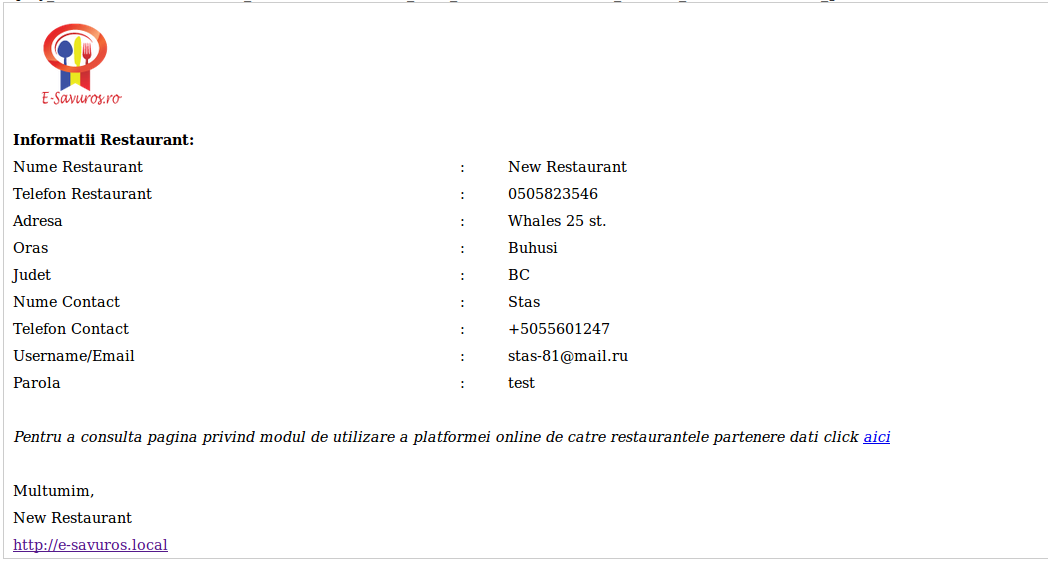 E-Savuros.ro
Informatii Restaurant:
Nume Restaurant : New Restaurant
Telefon Restaurant : 0505823546
Adresa : Whales 25 st.
Oras : Buhusi
Judet : BC
Nume Contact : Stas
Telefon Contact : +5055601247
Username/Email : stas-81@mail.ru
Parola : test
Pentru a consulta pagina privind modul de utilizare a platformei online de catre restaurantele partenere dati click aici
Multumim,
New Restaurant
http://e-savuros.local